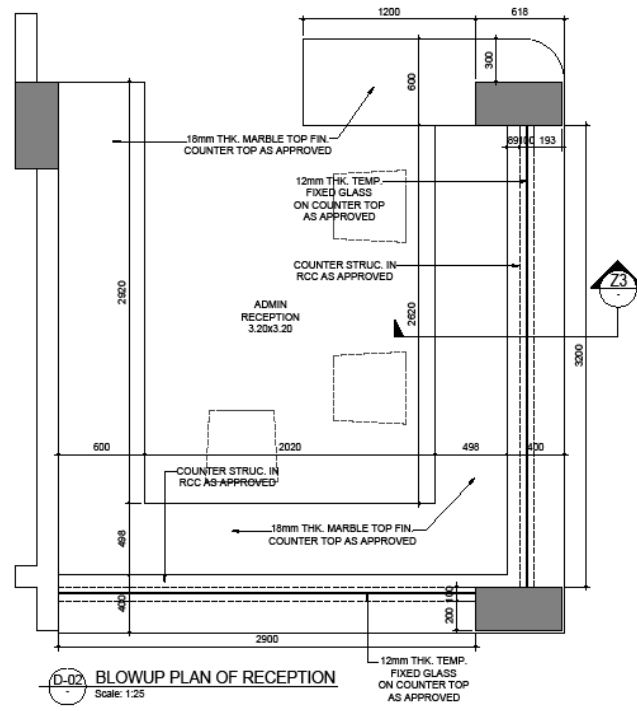 1200
618
600
300
18mm THK. MARBLE TOP FIN.
COUNTER TOP AS APPROVED
193
12mm THK. TEMP.
FIXED GLASS
ON COUNTER TOP
AS APPROVED
COUNTER STRUC. IN
RCC AS APPROVED
Z3
-
2920
ADMIN
RECEPTION
3.20x3.20
2620
3200
600
2020
498
400
COUNTER STRUC. IN
RCC AS APPROVED
18mm THK. MARBLE TOP FIN.
COUNTER TOP AS APPROVED
498
400
100
200
2900
12mm THK. TEMP.
FIXED GLASS
ON COUNTER TOP
AS APPROVED
D-02
-
BLOWUP PLAN OF RECEPTION
Scale: 1:25